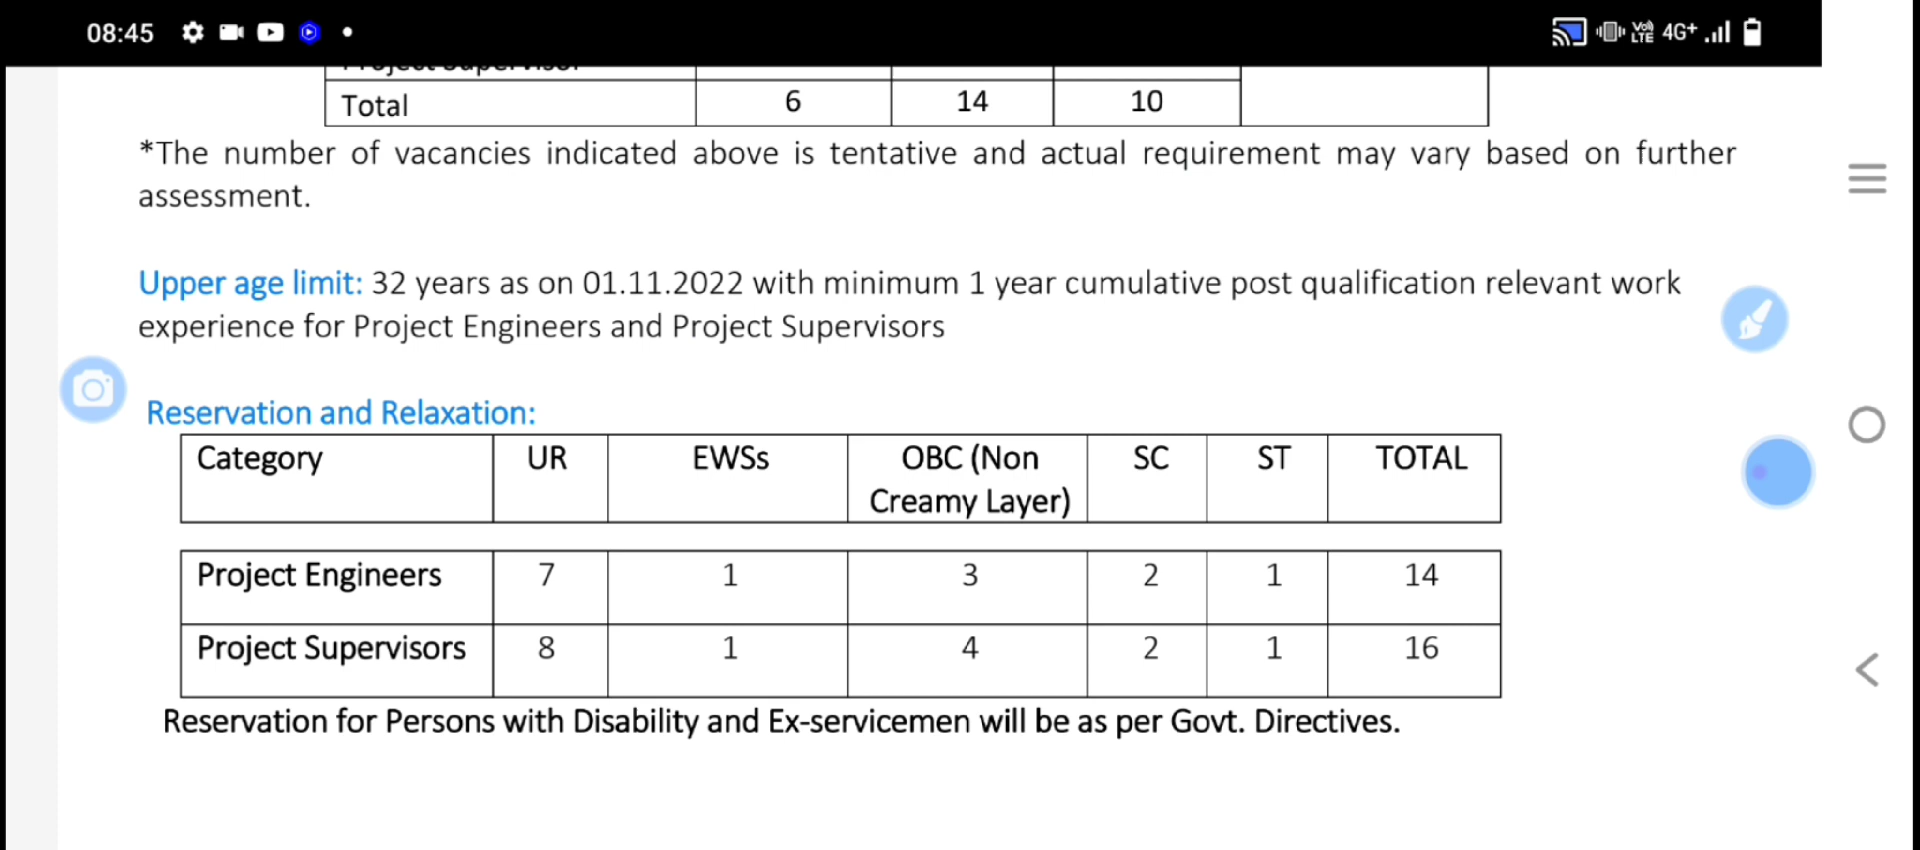 08:45
Vo) LTE 4G+
Project Supervisor
Total 6 14 10
*The number of vacancies indicated above is tentative and actual requirement may vary based on further
assessment.
Upper age limit: 32 years as on 01.11.2022 with minimum 1 year cumulative post qualification relevant work
experience for Project Engineers and Project Supervisors
Reservation and Relaxation:
Category UR EWSs OBC (Non Creamy Layer) SC ST TOTAL
Project Engineers 7 1 3 2 1 14
Project Supervisors 8 1 4 2 1 16
Reservation for Persons with Disability and Ex-servicemen will be as per Govt. Directives.